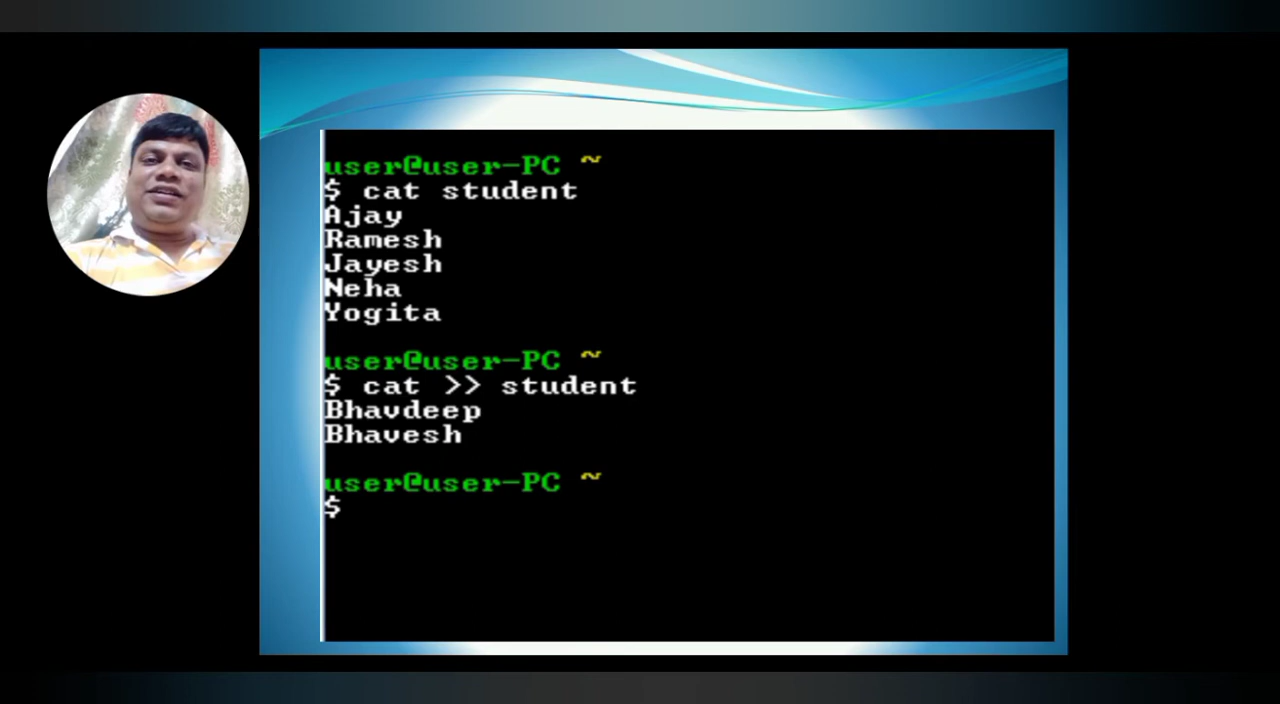 user@user-PC ~
$ cat student
Ajay
Ramesh
Jayesh
Neha
Yogita
user@user-PC ~
$ cat >> student
Bhavdeep
Bhavesh
user@user-PC ~
$